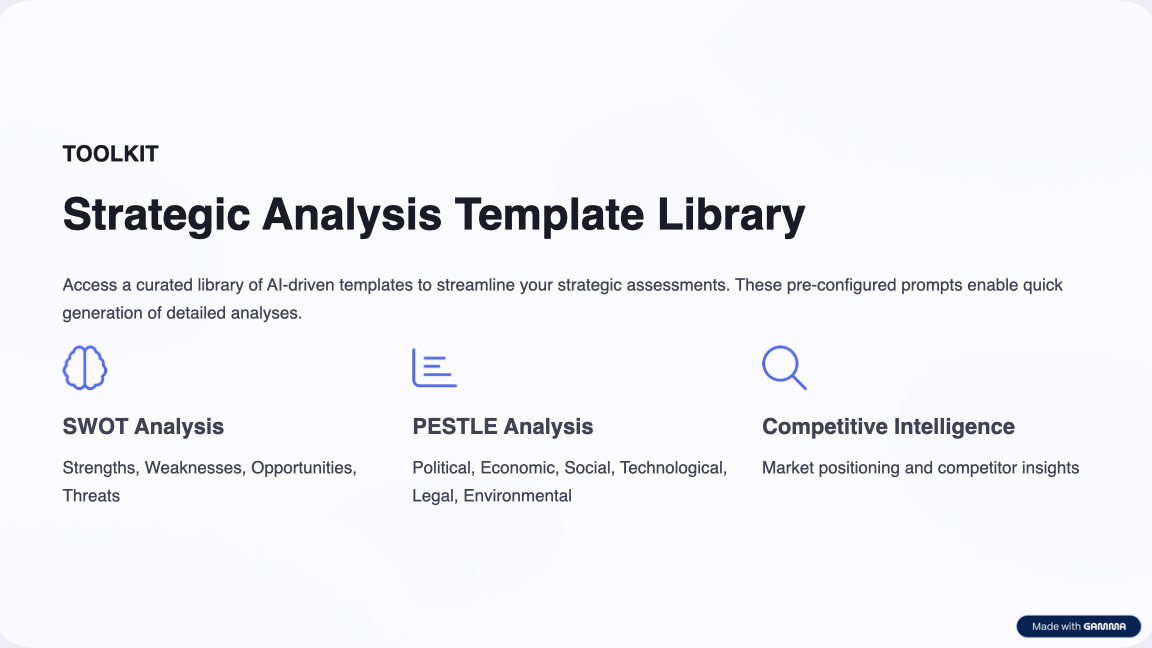 TOOLKIT
Strategic Analysis Template Library
Access a curated library of AI-driven templates to streamline your strategic assessments. These pre-configured prompts enable quick
generation of detailed analyses.
SWOT Analysis
Strengths, Weaknesses, Opportunities,
Threats
PESTLE Analysis
Political, Economic, Social, Technological,
Legal, Environmental
Competitive Intelligence
Market positioning and competitor insights
Made with GAMMA